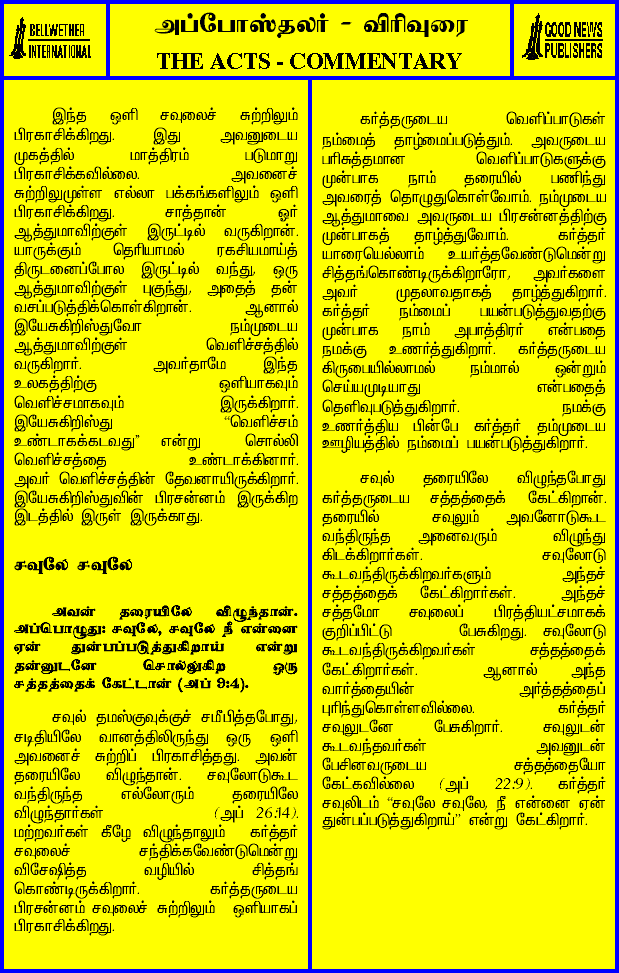 BELLWETHER
INTERNATIONAL
அப்போஸ்தலர் - விரிவுரை
THE ACTS - COMMENTARY
GOOD NEWS
PUBLISHERS
இந்த ஒளி சவுலைச் சுற்றிலும்
பிரகாசிக்கிறது. இது அவனுடைய
முகத்தில் மாத்திரம் படுமாறு
பிரகாசிக்கவில்லை. அவனைச்
சுற்றிலுமுள்ள எல்லா பக்கங்களிலும் ஒளி
பிரகாசிக்கிறது. சாத்தான் ஓர்
ஆத்துமாவிற்குள் இருட்டில் வருகிறான்.
யாருக்கும் தெரியாமல் ரகசியமாய்த்
திருடனைப்போல இருட்டில் வந்து, ஒரு
ஆத்துமாவிற்குள் புகுந்து, அதைத் தன்
வசப்படுத்திக்கொள்கிறான். ஆனால்
இயேசுகிறிஸ்துவோ நம்முடைய
ஆத்துமாவிற்குள் வெளிச்சத்தில்
வருகிறார். அவர்தாமே இந்த
உலகத்திற்கு ஒளியாகவும்
வெளிச்சமாகவும் இருக்கிறார்.
இயேசுகிறிஸ்து “வெளிச்சம்
உண்டாகக்கடவது” என்று சொல்லி
வெளிச்சத்தை உண்டாக்கினார்.
அவர் வெளிச்சத்தின் தேவனாயிருக்கிறார்.
இயேசுகிறிஸ்துவின் பிரசன்னம் இருக்கிற
இடத்தில் இருள் இருக்காது.
சவுலே சவுலே
அவன் தரையிலே விழுந்தான்.
அப்பொழுது: சவுலே, சவுலே நீ என்னை
ஏன் துன்பப்படுத்துகிறாய் என்று
தன்னுடனே சொல்லுகிற ஒரு
சத்தத்தைக் கேட்டான் (அப் 9:4).
சவுல் தமஸ்குவுக்குச் சமீபித்தபோது,
சடிதியிலே வானத்திலிருந்து ஒரு ஒளி
அவனைச் சுற்றிப் பிரகாசித்தது. அவன்
தரையிலே விழுந்தான். சவுலோடுகூட
வந்திருந்த எல்லோரும் தரையிலே
விழுந்தார்கள் (அப் 26:14).
மற்றவர்கள் கீழே விழுந்தாலும் கர்த்தர்
சவுலைச் சந்திக்கவேண்டுமென்று
விசேஷித்த வழியில் சித்தங்
கொண்டிருக்கிறார். கர்த்தருடைய
பிரசன்னம் சவுலைச் சுற்றிலும் ஒளியாகப்
பிரகாசிக்கிறது.
கர்த்தருடைய வெளிப்பாடுகள்
நம்மைத் தாழ்மைப்படுத்தும். அவருடைய
பரிசுத்தமான வெளிப்பாடுகளுக்கு
முன்பாக நாம் தரையில் பணிந்து
அவரைத் தொழுதுகொள்வோம். நம்முடைய
ஆத்துமாவை அவருடைய பிரசன்னத்திற்கு
முன்பாகத் தாழ்த்துவோம். கர்த்தர்
யாரையெல்லாம் உயர்த்தவேண்டுமென்று
சித்தங்கொண்டிருக்கிறாரோ, அவர்களை
அவர் முதலாவதாகத் தாழ்த்துகிறார்.
கர்த்தர் நம்மைப் பயன்படுத்துவதற்கு
முன்பாக நாம் அபாத்திரர் என்பதை
நமக்கு உணர்த்துகிறார். கர்த்தருடைய
கிருபையில்லாமல் நம்மால் ஒன்றும்
செய்யமுடியாது என்பதைத்
தெளிவுபடுத்துகிறார். நமக்கு
உணர்த்திய பின்பே கர்த்தர் தம்முடைய
ஊழியத்தில் நம்மைப் பயன்படுத்துகிறார்.
சவுல் தரையிலே விழுந்தபோது
கர்த்தருடைய சத்தத்தைக் கேட்கிறான்.
தரையில் சவுலும் அவனோடுகூட
வந்திருந்த அனைவரும் விழுந்து
கிடக்கிறார்கள். சவுலோடு
கூடவந்திருக்கிறவர்களும் அந்தச்
சத்தத்தைக் கேட்கிறார்கள். அந்தச்
சத்தமோ சவுலைப் பிரத்தியட்சமாகக்
குறிப்பிட்டு பேசுகிறது. சவுலோடு
கூடவந்திருக்கிறவர்கள் சத்தத்தைக்
கேட்கிறார்கள். ஆனால் அந்த
வார்த்தையின் அர்த்தத்தைப்
புரிந்துகொள்ளவில்லை. கர்த்தர்
சவுலுடனே பேசுகிறார். சவுலுடன்
கூடவந்தவர்கள் அவனுடன்
பேசினவருடைய சத்தத்தையோ
கேட்கவில்லை (அப் 22:9). கர்த்தர்
சவுலிடம் “சவுலே சவுலே, நீ என்னை ஏன்
துன்பப்படுத்துகிறாய்” என்று கேட்கிறார்.